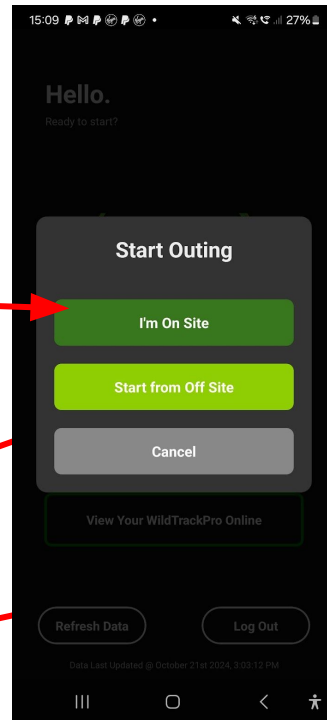 15:09 27%
Hello.
Ready to start?
Start Outing
I'm On Site
Start from Off Site
Cancel
View Your WildTrackPro Online
Refresh Data Log Out
Data Last Updated @ October 21st 2024, 3:03:12 PM